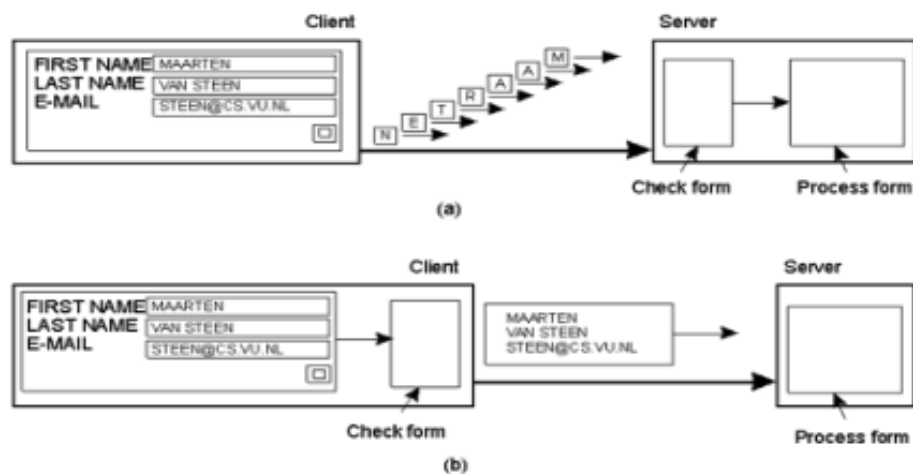 Client
Server
FIRST NAME MAARTEN
LAST NAME VAN STEEN
E-MAIL STEEN@CS.VU.NL
N E T R A A M
Check form
Process form
(a)
Client
Server
FIRST NAME MAARTEN
LAST NAME VAN STEEN
E-MAIL STEEN@CS.VU.NL
MAARTEN
VAN STEEN
STEEN@CS.VU.NL
Check form
Process form
(b)